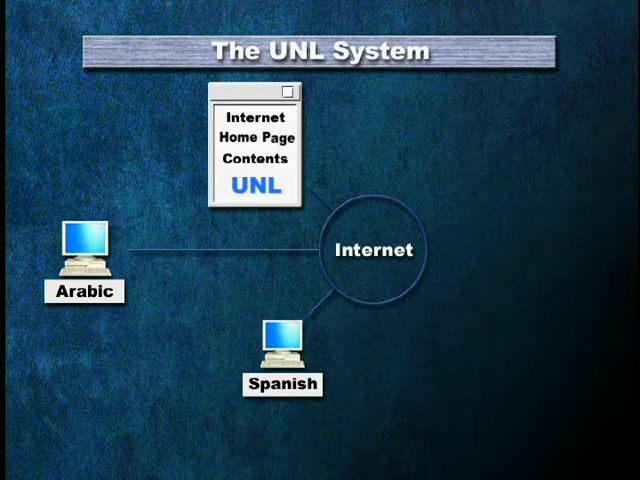 The UNL System
Internet
Home Page
Contents
UNL
Internet
Arabic
Spanish